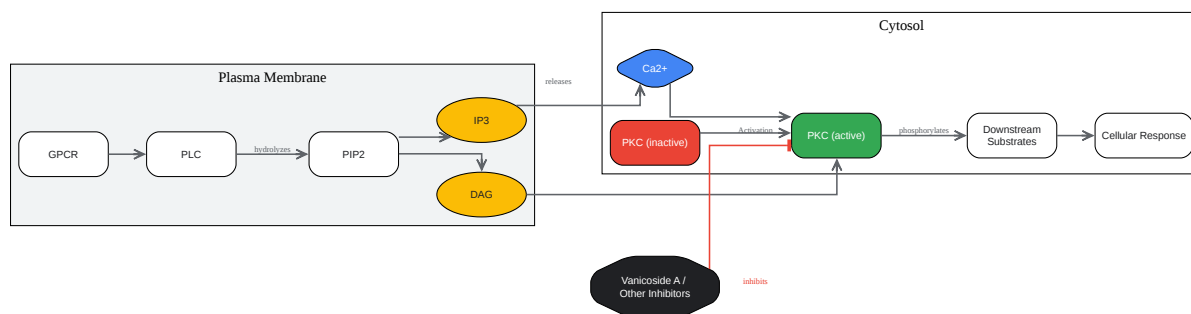 Cytosol
Plasma Membrane
Ca2+
releases
IP3
GPCR
PLC
hydrolyzes
PIP2
DAG
PKC (inactive)
Activation
PKC (active)
phosphorylates
Downstream
Substrates
Cellular Response
Vanicoside A /
Other Inhibitors
inhibits